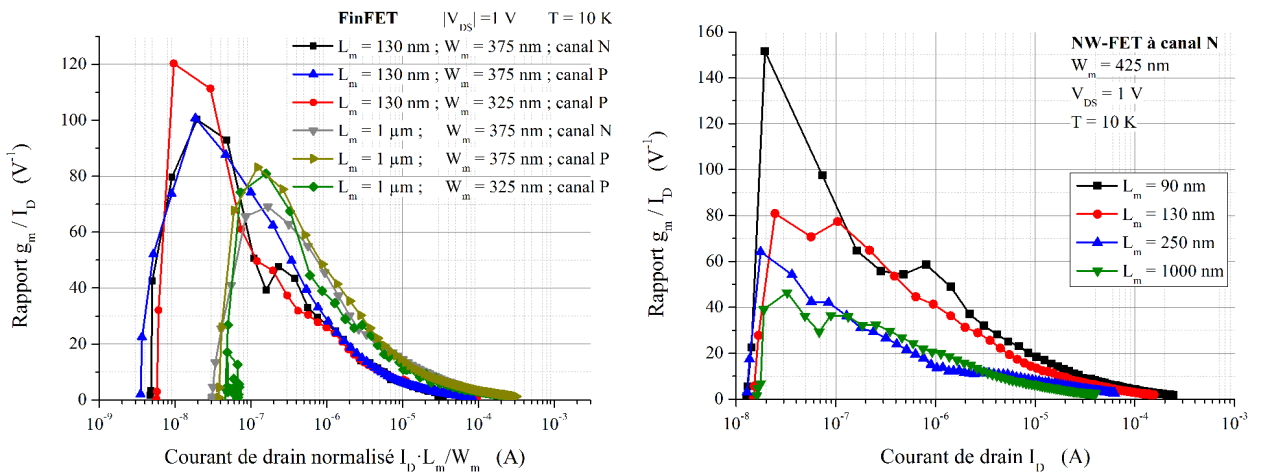 FinFET |V_DS| =1 V T = 10 K
L_m = 130 nm ; W_m = 375 nm ; canal N
L_m = 130 nm ; W_m = 375 nm ; canal P
L_m = 130 nm ; W_m = 325 nm ; canal P
L_m = 1 µm ; W_m = 375 nm ; canal N
L_m = 1 µm ; W_m = 375 nm ; canal P
L_m = 1 µm ; W_m = 325 nm ; canal P
Rapport g_m / I_D (V⁻¹)
120
100
80
60
40
20
0
10⁻⁹ 10⁻⁸ 10⁻⁷ 10⁻⁶ 10⁻⁵ 10⁻⁴ 10⁻³
Courant de drain normalisé I_D·L_m/W_m (A)
NW-FET à canal N
W_m = 425 nm
V_DS = 1 V
T = 10 K
L_m = 90 nm
L_m = 130 nm
L_m = 250 nm
L_m = 1000 nm
Rapport g_m / I_D (V⁻¹)
160
140
120
100
80
60
40
20
0
10⁻⁸ 10⁻⁷ 10⁻⁶ 10⁻⁵ 10⁻⁴ 10⁻³
Courant de drain I_D (A)